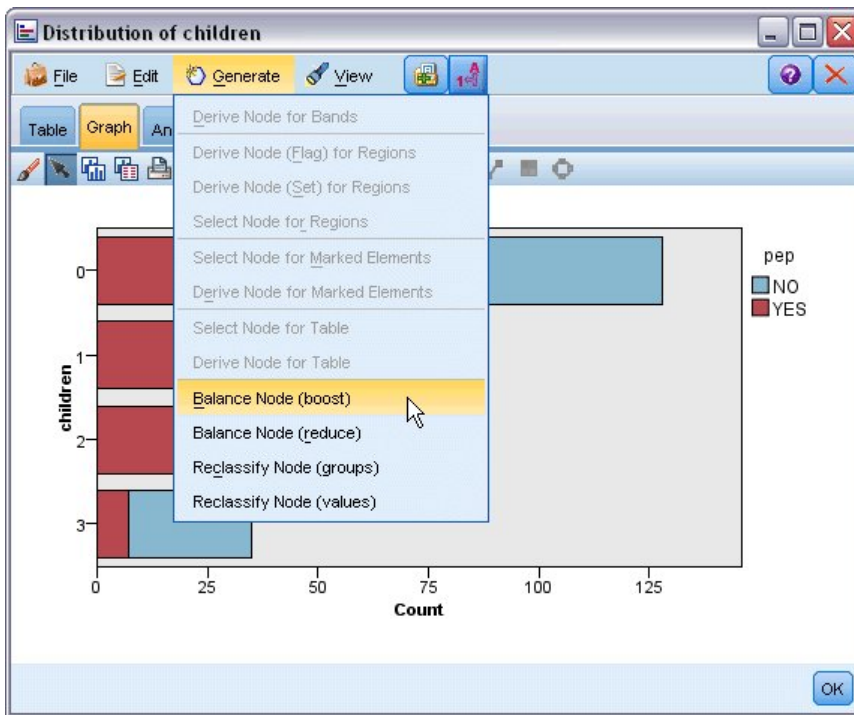 Distribution of children
File Edit Generate View
Table Graph An
Derive Node for Bands
Derive Node (Flag) for Regions
Derive Node (Set) for Regions
Select Node for Regions
Select Node for Marked Elements
Derive Node for Marked Elements
Select Node for Table
Derive Node for Table
Balance Node (boost)
Balance Node (reduce)
Reclassify Node (groups)
Reclassify Node (values)
children
0
1
2
3
0 25 50 75 100 125
Count
pep
NO
YES
OK